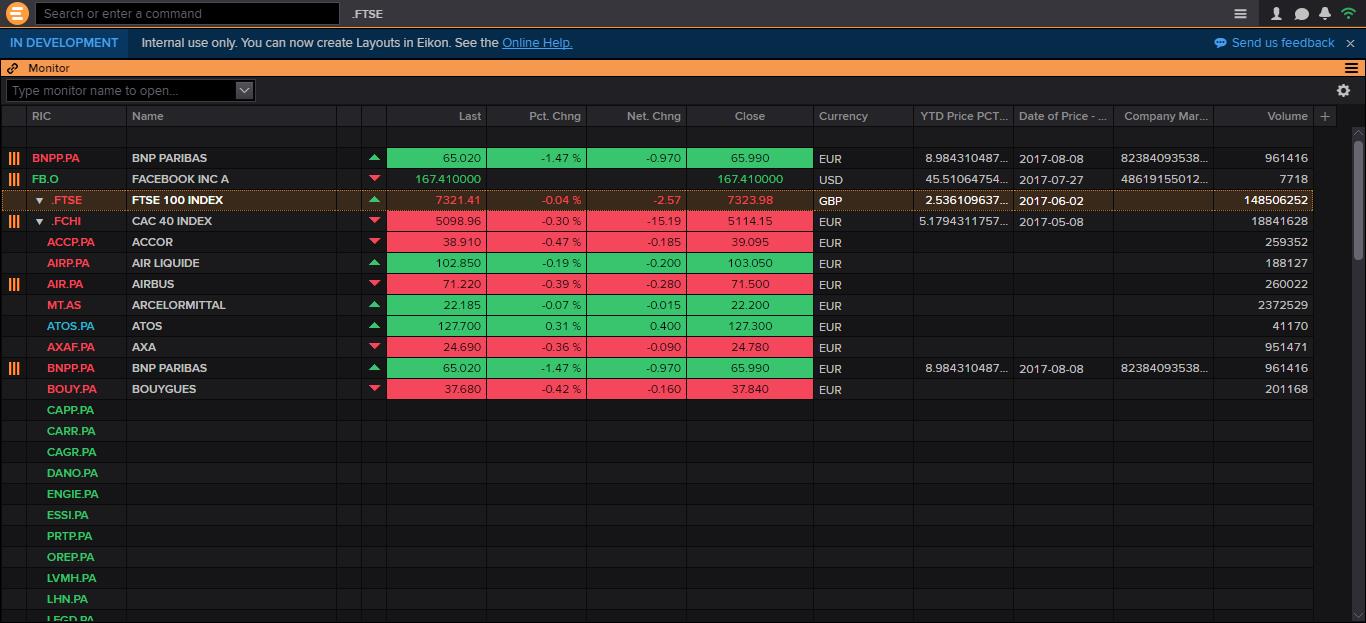 Search or enter a command .FTSE
IN DEVELOPMENT Internal use only. You can now create Layouts in Eikon. See the Online Help. Send us feedback
Monitor
Type monitor name to open...
RIC Name Last Pct. Chng Net. Chng Close Currency YTD Price PCT... Date of Price - ... Company Mar... Volume
BNPP.PA BNP PARIBAS 65.020 -1.47 % -0.970 65.990 EUR 8.984310487... 2017-08-08 82384093538... 961416
FB.O FACEBOOK INC A 167.410000 167.410000 USD 45.51064754... 2017-07-27 48619155012... 7718
.FTSE FTSE 100 INDEX 7321.41 -0.04 % -2.57 7323.98 GBP 2.536109637... 2017-06-02 148506252
.FCHI CAC 40 INDEX 5098.96 -0.30 % -15.19 5114.15 EUR 5.1794311757... 2017-05-08 18841628
ACCP.PA ACCOR 38.910 -0.47 % -0.185 39.095 EUR 259352
AIRP.PA AIR LIQUIDE 102.850 -0.19 % -0.200 103.050 EUR 188127
AIR.PA AIRBUS 71.220 -0.39 % -0.280 71.500 EUR 260022
MT.AS ARCELORMITTAL 22.185 -0.07 % -0.015 22.200 EUR 2372529
ATOS.PA ATOS 127.700 0.31 % 0.400 127.300 EUR 41170
AXAF.PA AXA 24.690 -0.36 % -0.090 24.780 EUR 951471
BNPP.PA BNP PARIBAS 65.020 -1.47 % -0.970 65.990 EUR 8.984310487... 2017-08-08 82384093538... 961416
BOUY.PA BOUYGUES 37.680 -0.42 % -0.160 37.840 EUR 201168
CAPP.PA
CARR.PA
CAGR.PA
DANO.PA
ENGIE.PA
ESSI.PA
PRTP.PA
OREP.PA
LVMH.PA
LHN.PA
LEGD.PA